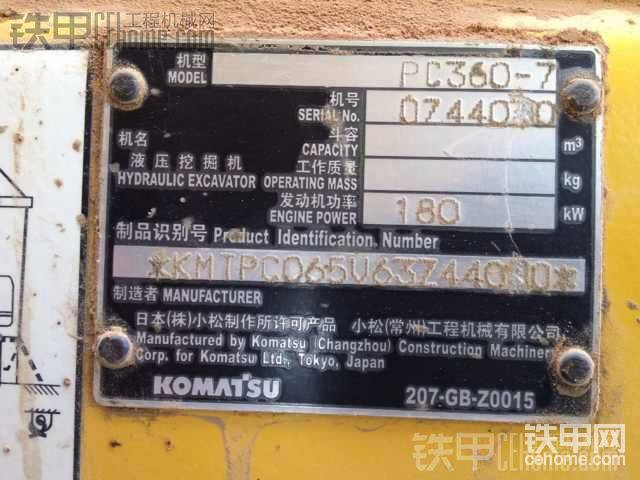 铁甲 工程机械网
CEhome.com
机型 PC360-7
MODEL
机号
SERIAL No.
斗容 m³
CAPACITY
机名
液压挖掘机 工作质量 kg
HYDRAULIC EXCAVATOR OPERATING MASS
发动机功率 180 kW
ENGINE POWER
制品识别号 Product Identification Number
制造者 MANUFACTURER
日本(株)小松制作所许可产品 小松(常州)工程机械有限公司
Manufactured by Komatsu (Changzhou) Construction Machinery
Corp. for Komatsu Ltd., Tokyo, Japan
KOMATSU 207-GB-Z0015
铁甲网
cehome.com